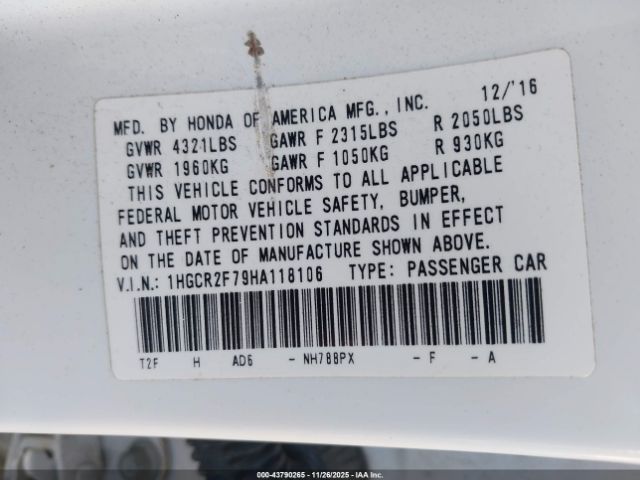 MFD. BY HONDA OF AMERICA MFG., INC. 12/'16
GVWR 4321LBS GAWR F 2315LBS R 2050LBS
GVWR 1960KG GAWR F 1050KG R 930KG
THIS VEHICLE CONFORMS TO ALL APPLICABLE
FEDERAL MOTOR VEHICLE SAFETY, BUMPER,
AND THEFT PREVENTION STANDARDS IN EFFECT
ON THE DATE OF MANUFACTURE SHOWN ABOVE.
V.I.N.: 1HGCR2F79HA118106 TYPE: PASSENGER CAR
T2F H AD6 - NH788PX - F - A
000-43790265 - 11/26/2025 - IAA Inc.